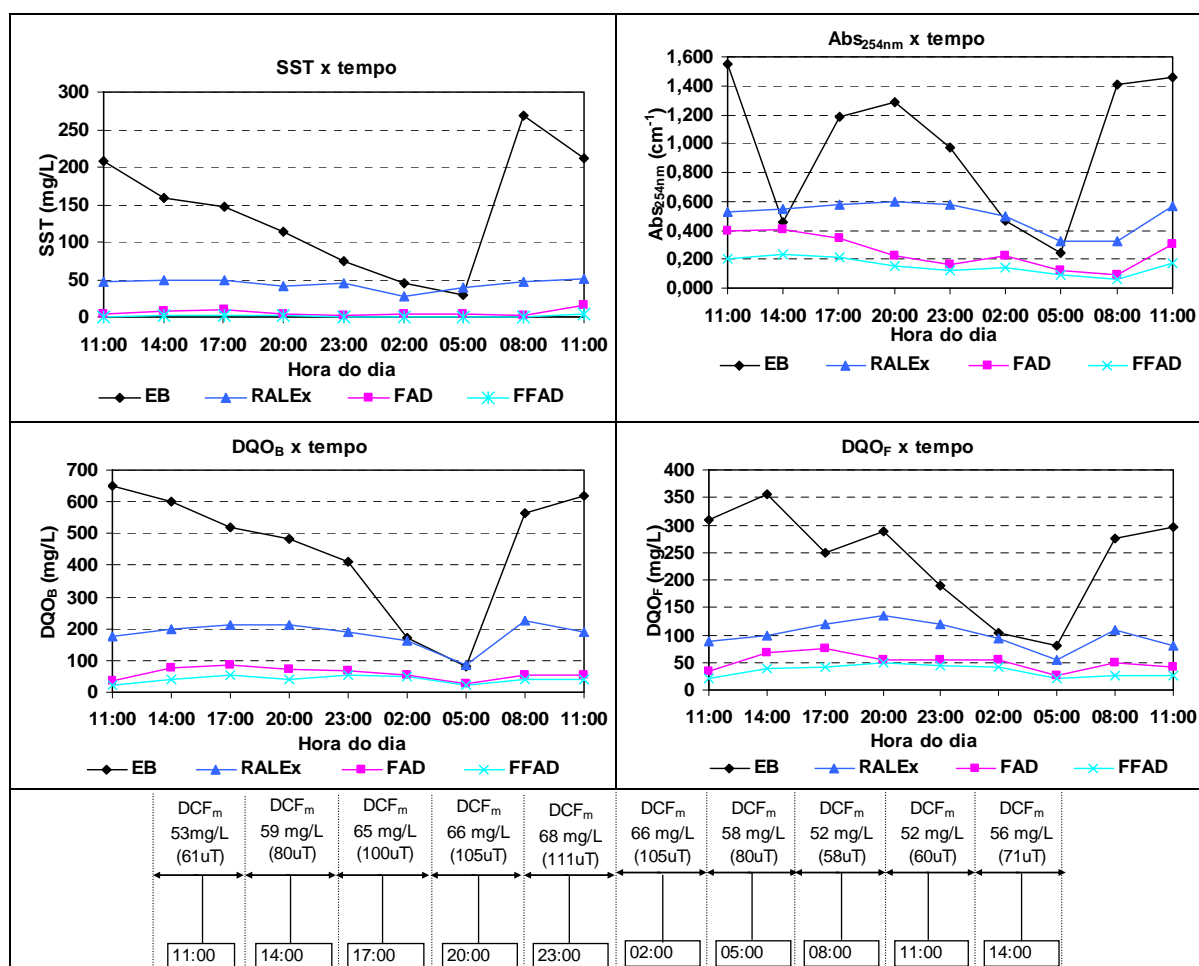 SST x tempo
SST (mg/L)
300
250
200
150
100
50
0
11:00 14:00 17:00 20:00 23:00 02:00 05:00 08:00 11:00
Hora do dia
EB RALEx FAD FFAD
Abs254nm x tempo
Abs254nm (cm-1)
1,600
1,400
1,200
1,000
0,800
0,600
0,400
0,200
0,000
11:00 14:00 17:00 20:00 23:00 02:00 05:00 08:00 11:00
Hora do dia
EB RALEx FAD FFAD
DQOB x tempo
DQOB (mg/L)
700
600
500
400
300
200
100
0
11:00 14:00 17:00 20:00 23:00 02:00 05:00 08:00 11:00
Hora do dia
EB RALEx FAD FFAD
DQOF x tempo
DQOF (mg/L)
400
350
300
250
200
150
100
50
0
11:00 14:00 17:00 20:00 23:00 02:00 05:00 08:00 11:00
Hora do dia
EB RALEx FAD FFAD
DCFm DCFm DCFm DCFm DCFm DCFm DCFm DCFm DCFm DCFm
53mg/L 59 mg/L 65 mg/L 66 mg/L 68 mg/L 66 mg/L 58 mg/L 52 mg/L 52 mg/L 56 mg/L
(61uT) (80uT) (100uT) (105uT) (111uT) (105uT) (80uT) (58uT) (60uT) (71uT)
11:00 14:00 17:00 20:00 23:00 02:00 05:00 08:00 11:00 14:00